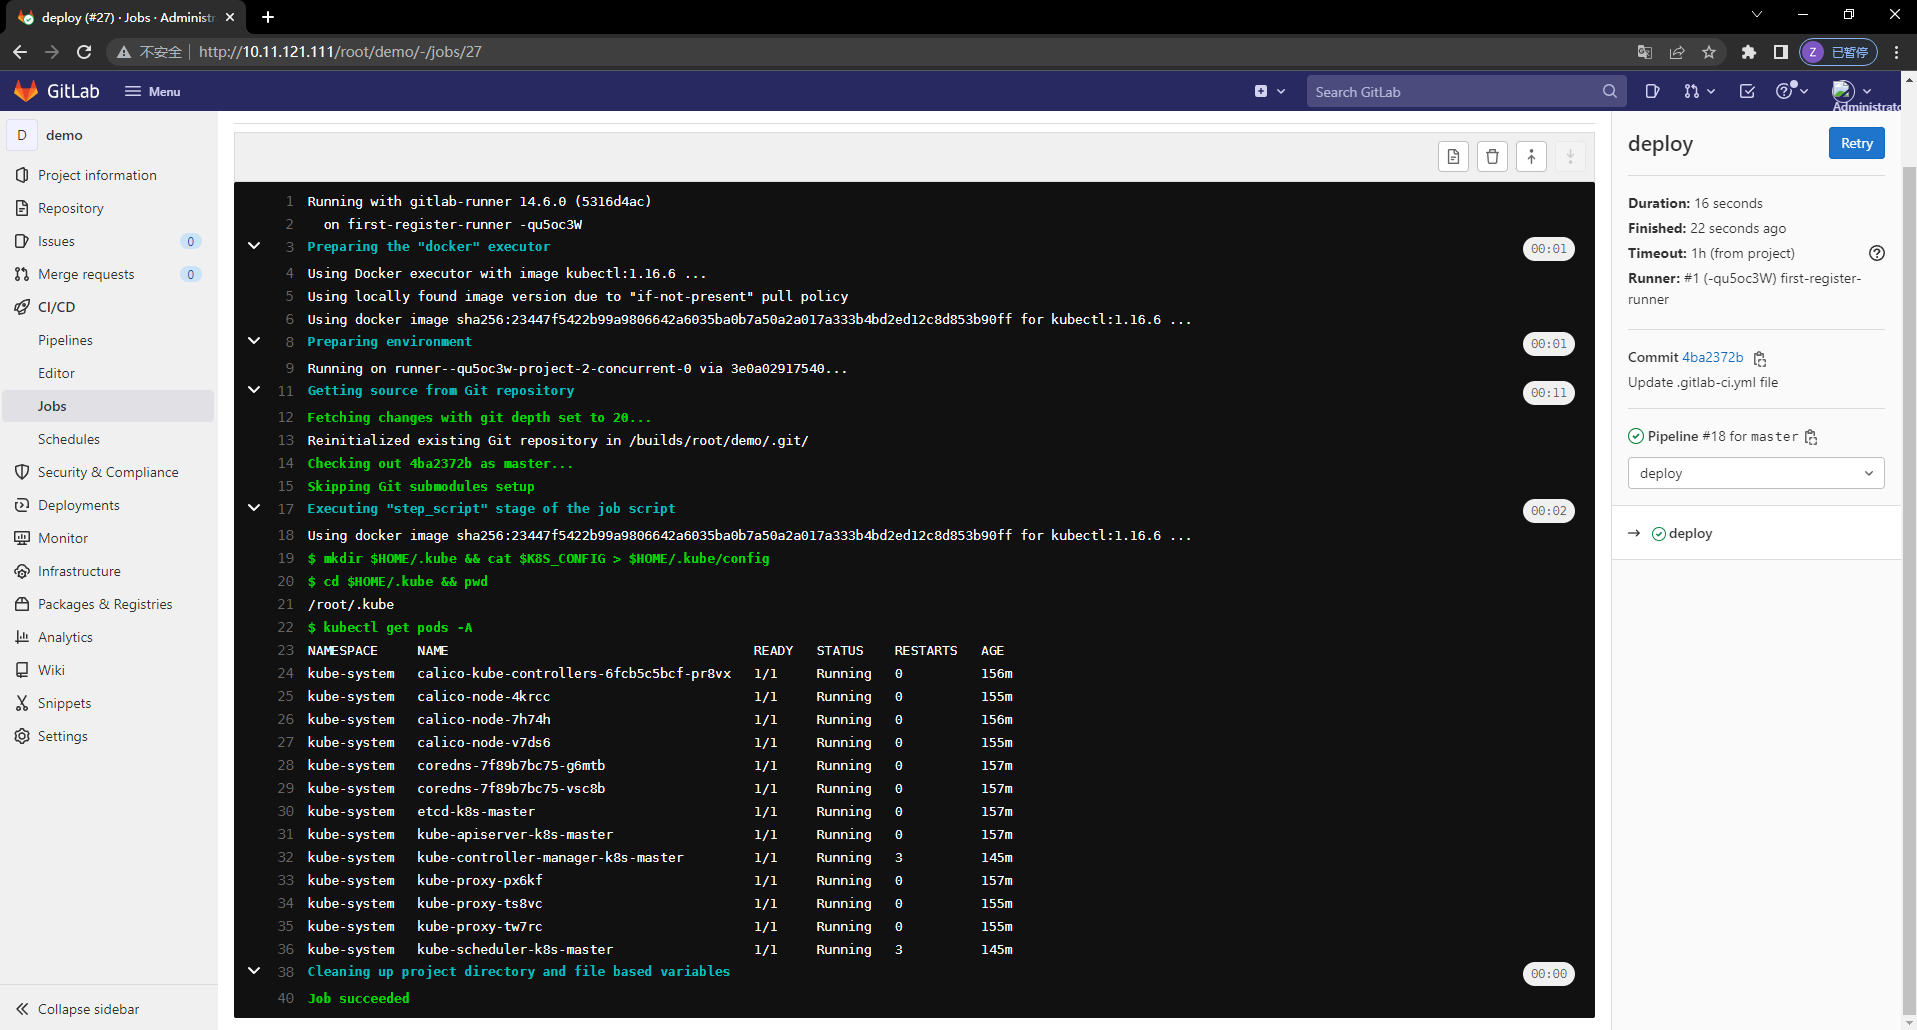 deploy (#27) · Jobs · Administr
不安全 http://10.11.121.111/root/demo/-/jobs/27
Z 已暂停
GitLab Menu
Search GitLab
Administrato
D demo
Project information
Repository
Issues 0
Merge requests 0
CI/CD
Pipelines
Editor
Jobs
Schedules
Security & Compliance
Deployments
Monitor
Infrastructure
Packages & Registries
Analytics
Wiki
Snippets
Settings
Collapse sidebar
1 Running with gitlab-runner 14.6.0 (5316d4ac)
2 on first-register-runner -qu5oc3W
3 Preparing the "docker" executor 00:01
4 Using Docker executor with image kubectl:1.16.6 ...
5 Using locally found image version due to "if-not-present" pull policy
6 Using docker image sha256:23447f5422b99a9806642a6035ba0b7a50a2a017a333b4bd2ed12c8d853b90ff for kubectl:1.16.6 ...
8 Preparing environment 00:01
9 Running on runner--qu5oc3w-project-2-concurrent-0 via 3e0a02917540...
11 Getting source from Git repository 00:11
12 Fetching changes with git depth set to 20...
13 Reinitialized existing Git repository in /builds/root/demo/.git/
14 Checking out 4ba2372b as master...
15 Skipping Git submodules setup
17 Executing "step_script" stage of the job script 00:02
18 Using docker image sha256:23447f5422b99a9806642a6035ba0b7a50a2a017a333b4bd2ed12c8d853b90ff for kubectl:1.16.6 ...
19 $ mkdir $HOME/.kube && cat $K8S_CONFIG > $HOME/.kube/config
20 $ cd $HOME/.kube && pwd
21 /root/.kube
22 $ kubectl get pods -A
23 NAMESPACE NAME READY STATUS RESTARTS AGE
24 kube-system calico-kube-controllers-6fcb5c5bcf-pr8vx 1/1 Running 0 156m
25 kube-system calico-node-4krcc 1/1 Running 0 155m
26 kube-system calico-node-7h74h 1/1 Running 0 156m
27 kube-system calico-node-v7ds6 1/1 Running 0 155m
28 kube-system coredns-7f89b7bc75-g6mtb 1/1 Running 0 157m
29 kube-system coredns-7f89b7bc75-vsc8b 1/1 Running 0 157m
30 kube-system etcd-k8s-master 1/1 Running 0 157m
31 kube-system kube-apiserver-k8s-master 1/1 Running 0 157m
32 kube-system kube-controller-manager-k8s-master 1/1 Running 3 145m
33 kube-system kube-proxy-px6kf 1/1 Running 0 157m
34 kube-system kube-proxy-ts8vc 1/1 Running 0 155m
35 kube-system kube-proxy-tw7rc 1/1 Running 0 155m
36 kube-system kube-scheduler-k8s-master 1/1 Running 3 145m
38 Cleaning up project directory and file based variables 00:00
40 Job succeeded
deploy Retry
Duration: 16 seconds
Finished: 22 seconds ago
Timeout: 1h (from project)
Runner: #1 (-qu5oc3W) first-register-
runner
Commit 4ba2372b
Update .gitlab-ci.yml file
Pipeline #18 for master
deploy
→ deploy